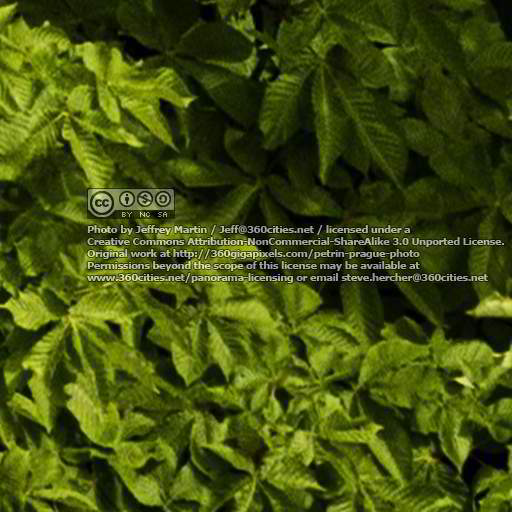 cc
BY NC SA
Photo by Jeffrey Martin / Jeff@360cities.net / licensed under a
Creative Commons Attribution-NonCommercial-ShareAlike 3.0 Unported License.
Original work at http://360gigapixels.com/petrin-prague-photo
Permissions beyond the scope of this license may be available at
www.360cities.net/panorama-licensing or email steve.hercher@360cities.net